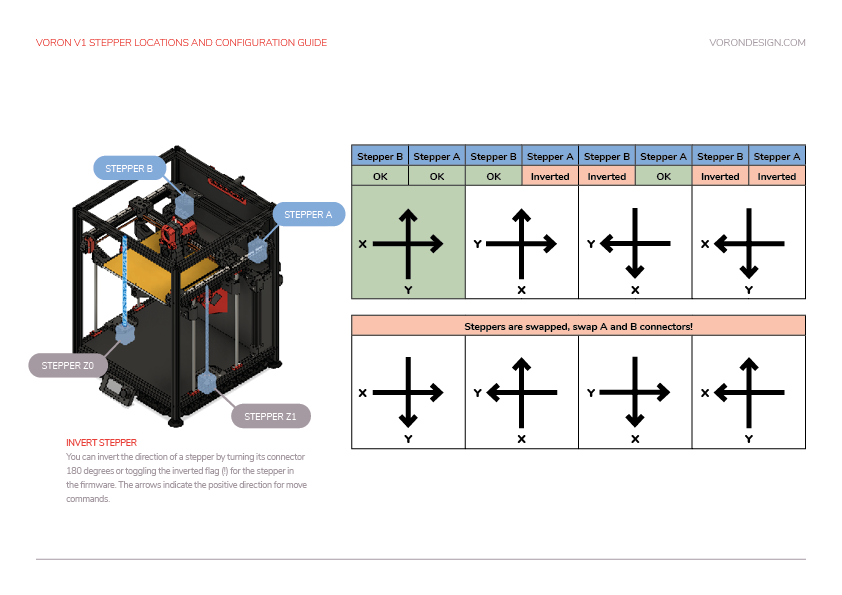 VORON V1 STEPPER LOCATIONS AND CONFIGURATION GUIDE
VORONDESIGN.COM
STEPPER B
STEPPER A
STEPPER Z0
STEPPER Z1
INVERT STEPPER
You can invert the direction of a stepper by turning its connector
180 degrees or toggling the inverted flag (!) for the stepper in
the firmware. The arrows indicate the positive direction for move
commands.
Stepper B Stepper A Stepper B Stepper A Stepper B Stepper A Stepper B Stepper A
OK OK OK Inverted Inverted OK Inverted Inverted
X Y Y X
Y X X Y
Steppers are swapped, swap A and B connectors!
X Y Y X
Y X X Y